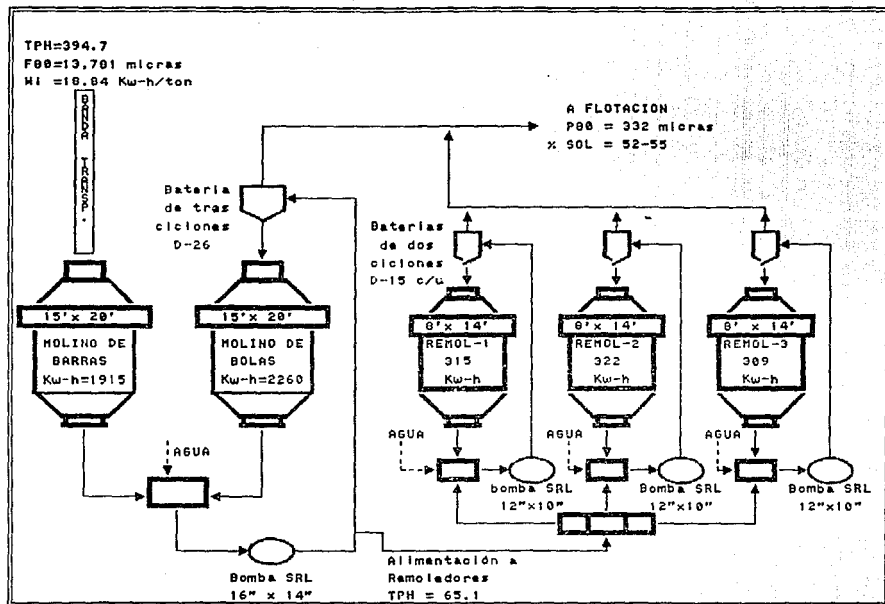 TPH=394.7
F80=13,781 micras
WI =18.84 Kw-h/ton
BANDA TRANSP.
A FLOTACION
P80 = 332 micras
% SOL = 52-55
Bateria
de tras
ciclones
D-26
Baterias
de dos
ciclones
D-15 c/u
15'x 20'
MOLINO DE
BARRAS
Kw-h=1915
15'x 20'
MOLINO DE
BOLAS
Kw-h=2260
8'x 14'
REMOL-1
315
Kw-h
8'x 14'
REMOL-2
322
Kw-h
8' x 14'
REMOL-3
309
Kw-h
AGUA
AGUA
AGUA
AGUA
bomba SRL
12"x10"
Bomba SRL
12"x10"
Bomba SRL
12"x10"
Bomba SRL
16" x 14"
Alimentación a
Ramoladores
TPH = 65.1